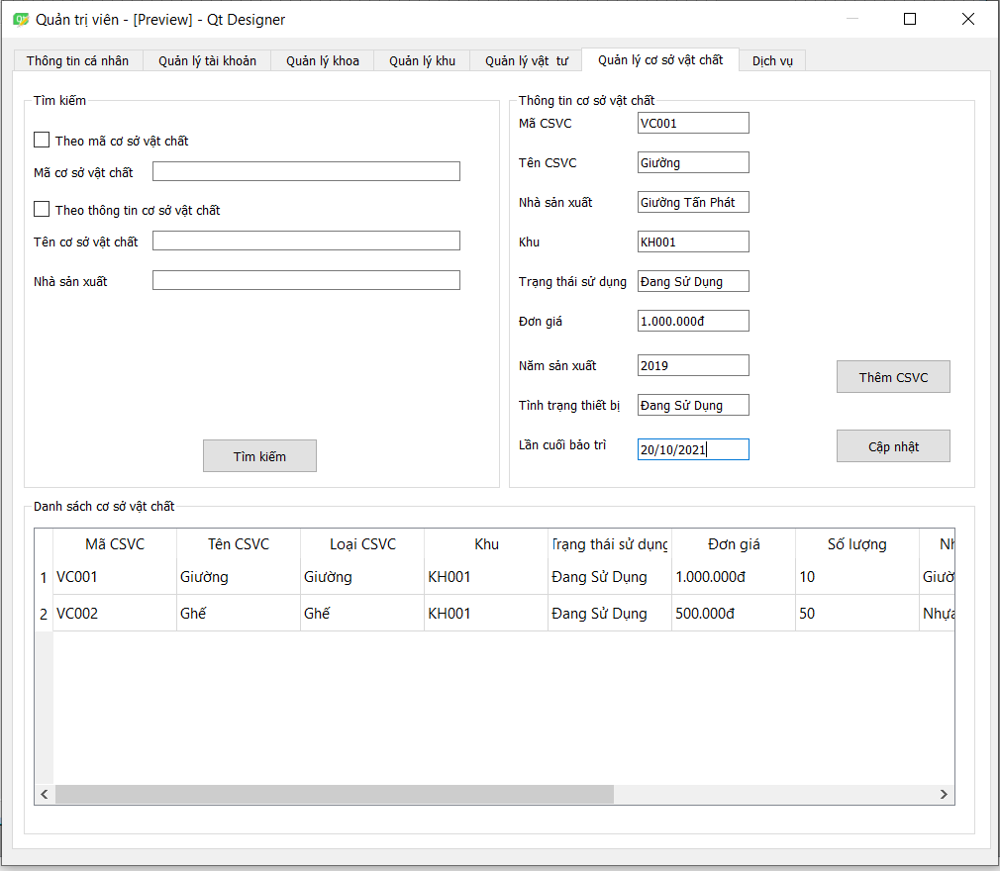 Quản trị viên - [Preview] - Qt Designer
Thông tin cá nhân Quản lý tài khoản Quản lý khoa Quản lý khu Quản lý vật tư Quản lý cơ sở vật chất Dịch vụ
Tìm kiếm
Theo mã cơ sở vật chất
Mã cơ sở vật chất
Theo thông tin cơ sở vật chất
Tên cơ sở vật chất
Nhà sản xuất
Tìm kiếm
Thông tin cơ sở vật chất
Mã CSVC VC001
Tên CSVC Giường
Nhà sản xuất Giường Tấn Phát
Khu KH001
Trạng thái sử dụng Đang Sử Dụng
Đơn giá 1.000.000đ
Năm sản xuất 2019
Thêm CSVC
Tình trạng thiết bị Đang Sử Dụng
Lần cuối bảo trì 20/10/2021
Cập nhật
Danh sách cơ sở vật chất
Mã CSVC Tên CSVC Loại CSVC Khu Trạng thái sử dụng Đơn giá Số lượng
1 VC001 Giường Giường KH001 Đang Sử Dụng 1.000.000đ 10
2 VC002 Ghế Ghế KH001 Đang Sử Dụng 500.000đ 50 Nhựa